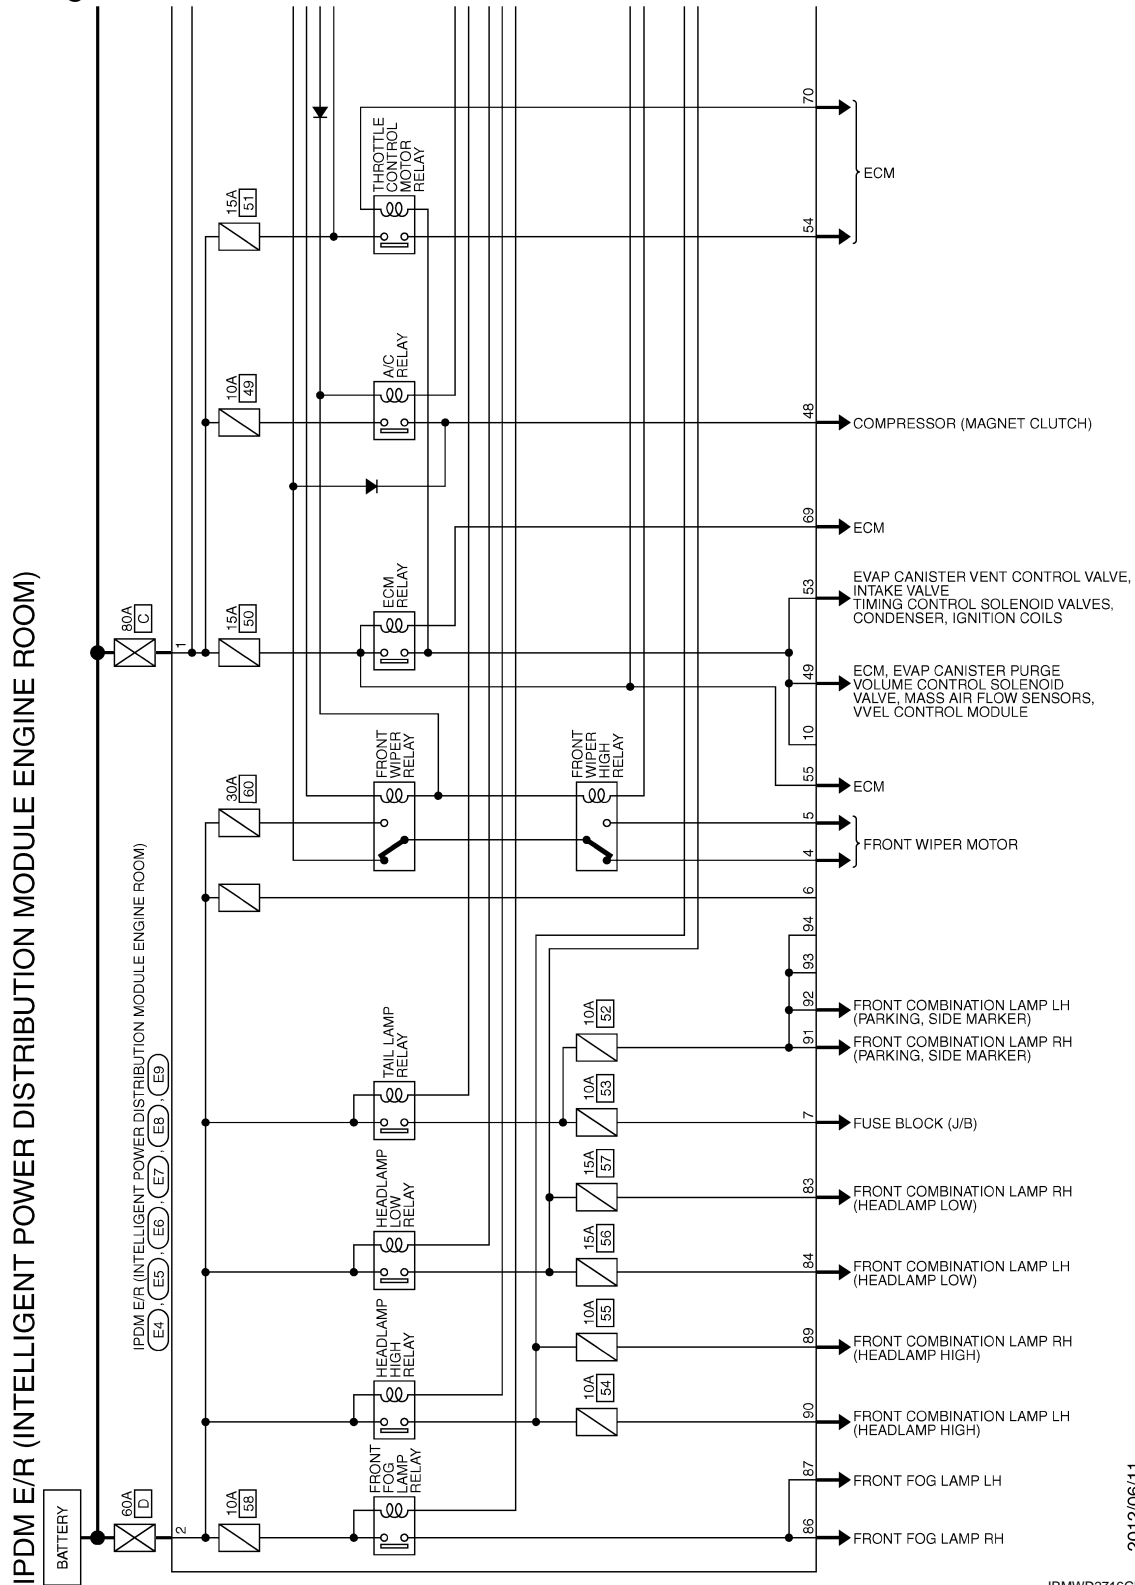 IPDM E/R (INTELLIGENT POWER DISTRIBUTION MODULE ENGINE ROOM)
BATTERY
60A
D
2
80A
C
1
IPDM E/R (INTELLIGENT POWER DISTRIBUTION MODULE ENGINE ROOM)
E4 , E5 , E6 , E7 , E8 , E9
15A
51
THROTTLE
CONTROL
MOTOR
RELAY
70
54
ECM
10A
49
A/C
RELAY
48
COMPRESSOR (MAGNET CLUTCH)
69
ECM
15A
50
ECM
RELAY
53
EVAP CANISTER VENT CONTROL VALVE,
INTAKE VALVE
TIMING CONTROL SOLENOID VALVES,
CONDENSER, IGNITION COILS
49
ECM, EVAP CANISTER PURGE
VOLUME CONTROL SOLENOID
VALVE, MASS AIR FLOW SENSORS,
VVEL CONTROL MODULE
10
55
ECM
30A
60
FRONT
WIPER
RELAY
FRONT
WIPER
HIGH
RELAY
5
4
FRONT WIPER MOTOR
6
94
93
10A
52
92
FRONT COMBINATION LAMP LH
(PARKING, SIDE MARKER)
91
FRONT COMBINATION LAMP RH
(PARKING, SIDE MARKER)
TAIL LAMP
RELAY
10A
53
7
FUSE BLOCK (J/B)
15A
57
83
FRONT COMBINATION LAMP RH
(HEADLAMP LOW)
HEADLAMP
LOW
RELAY
15A
56
84
FRONT COMBINATION LAMP LH
(HEADLAMP LOW)
10A
55
89
FRONT COMBINATION LAMP RH
(HEADLAMP HIGH)
HEADLAMP
HIGH
RELAY
10A
54
90
FRONT COMBINATION LAMP LH
(HEADLAMP HIGH)
87
FRONT FOG LAMP LH
10A
58
FRONT
FOG
LAMP
RELAY
86
FRONT FOG LAMP RH
2012/06/11